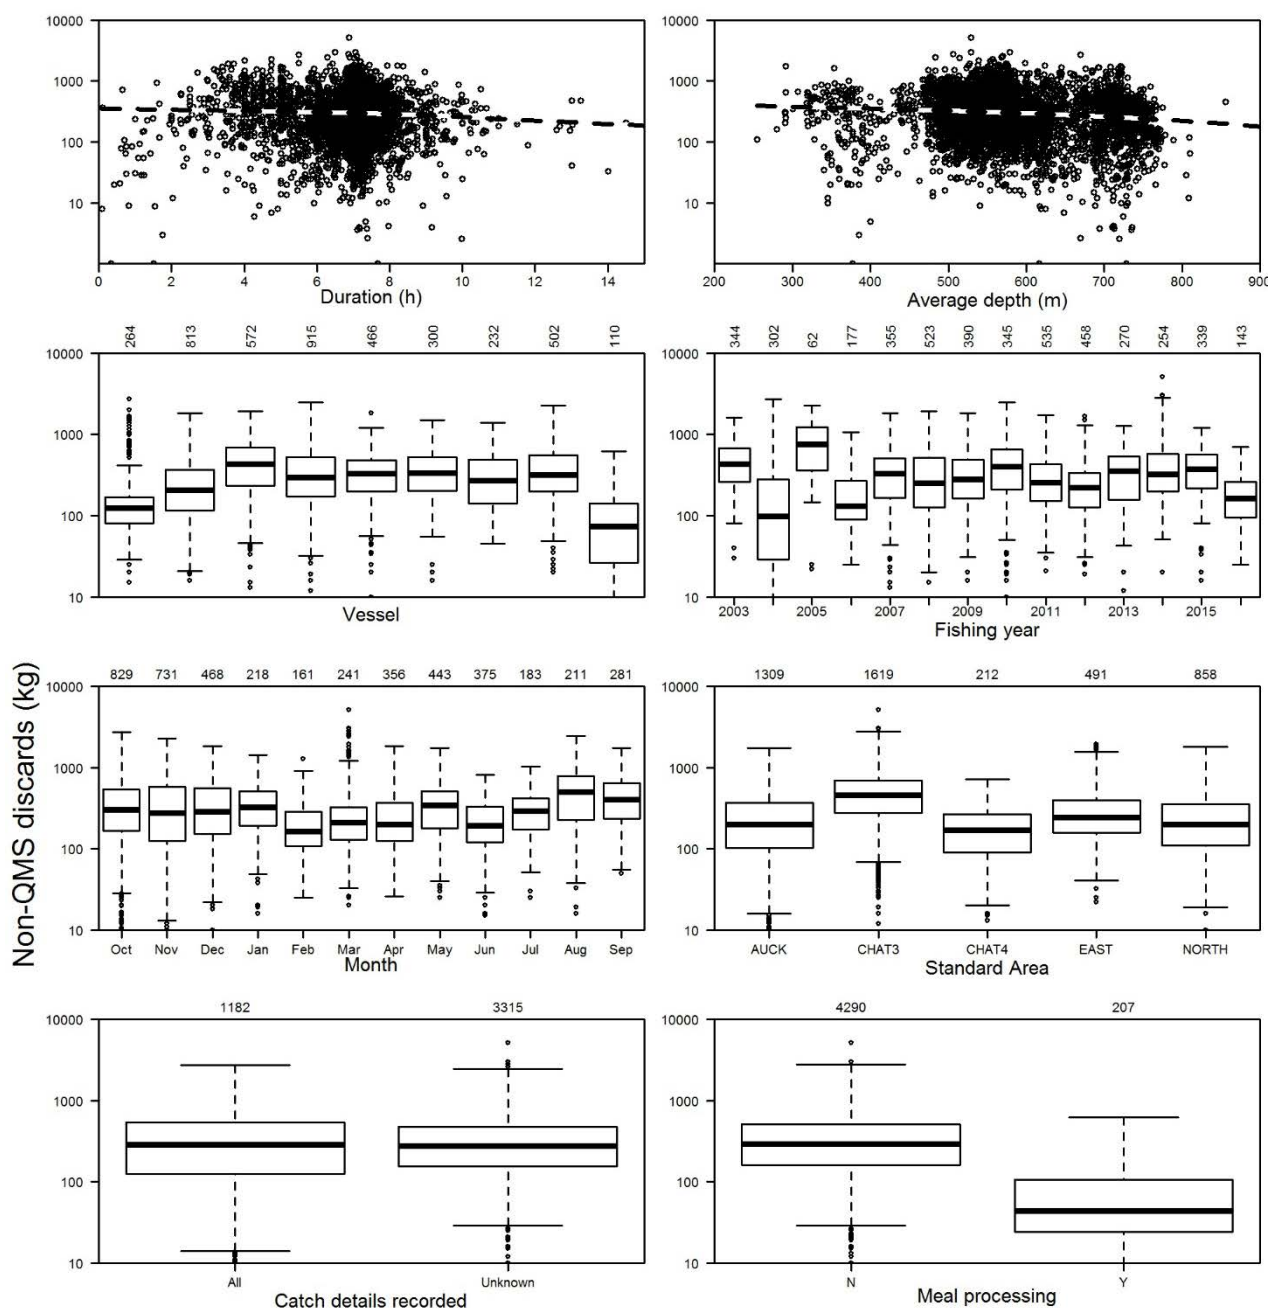 10000
1000
100
10
0 2 4 6 8 10 12 14
Duration (h)
10000
1000
100
10
200 300 400 500 600 700 800 900
Average depth (m)
264 813 572 915 466 300 232 502 110
10000
1000
100
10
Vessel
344 302 62 177 355 523 390 345 535 458 270 254 339 143
10000
1000
100
10
2003 2005 2007 2009 2011 2013 2015
Fishing year
Non-QMS discards (kg)
829 731 468 218 161 241 356 443 375 183 211 281
10000
1000
100
10
Oct Nov Dec Jan Feb Mar Apr May Jun Jul Aug Sep
Month
1309 1619 212 491 858
10000
1000
100
10
AUCK CHAT3 CHAT4 EAST NORTH
Standard Area
1182 3315
10000
1000
100
10
All Unknown
Catch details recorded
4290 207
10000
1000
100
10
N Y
Meal processing